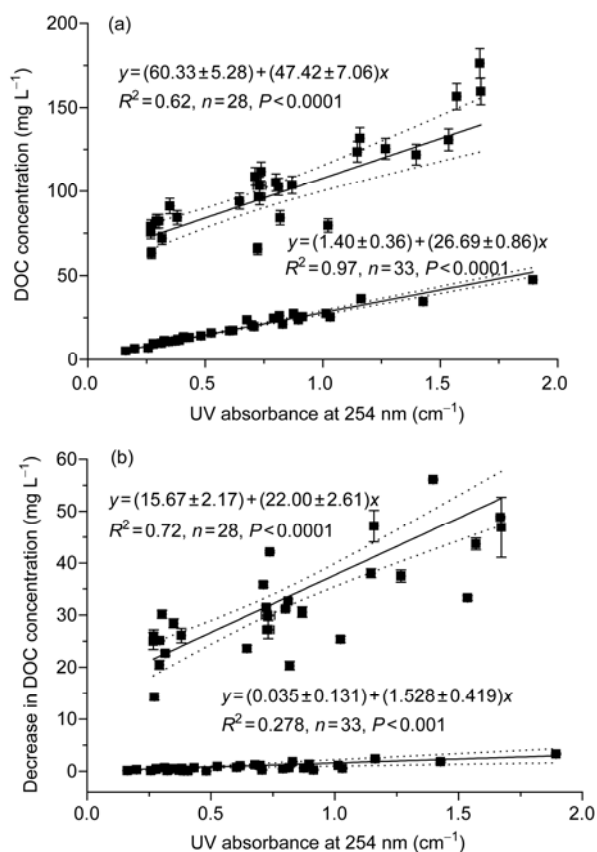 (a)
200
y=(60.33±5.28)+(47.42±7.06)x
R²=0.62, n=28, P<0.0001
150
DOC concentration (mg L⁻¹)
100
y=(1.40±0.36)+(26.69±0.86)x
R²=0.97, n=33, P<0.0001
50
0
0.0 0.5 1.0 1.5 2.0
UV absorbance at 254 nm (cm⁻¹)
(b)
60
y=(15.67±2.17)+(22.00±2.61)x
50
R²=0.72, n=28, P<0.0001
40
Decrease in DOC concentration (mg L⁻¹)
30
20
y=(0.035±0.131)+(1.528±0.419)x
10
R²=0.278, n=33, P<0.001
0
0.0 0.5 1.0 1.5 2.0
UV absorbance at 254 nm (cm⁻¹)